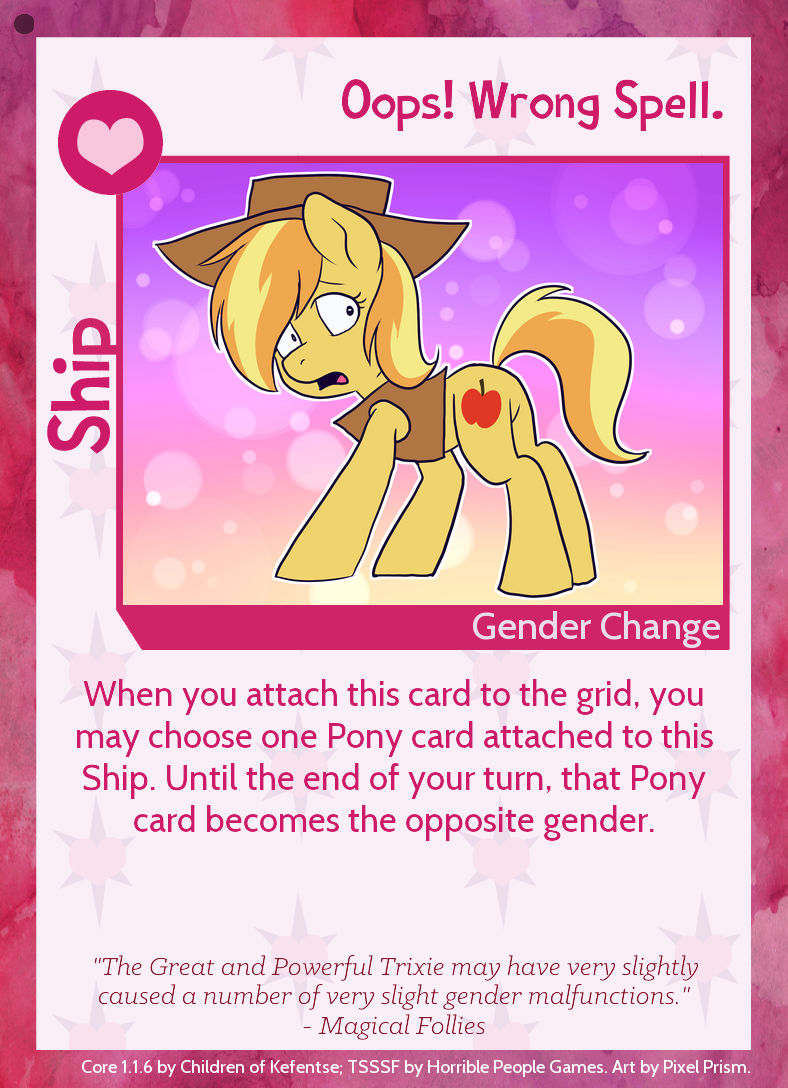 Oops! Wrong Spell.
Ship
Gender Change
When you attach this card to the grid, you
may choose one Pony card attached to this
Ship. Until the end of your turn, that Pony
card becomes the opposite gender.
"The Great and Powerful Trixie may have very slightly
caused a number of very slight gender malfunctions."
- Magical Follies
Core 1.1.6 by Children of Kefentse; TSSSF by Horrible People Games. Art by Pixel Prism.